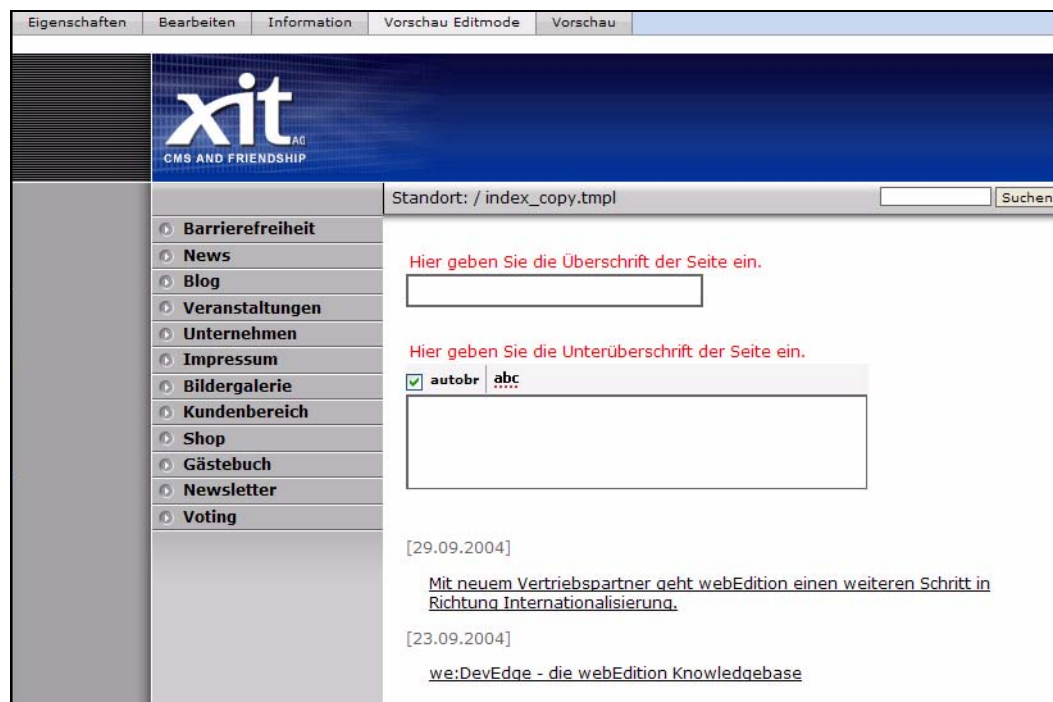 Eigenschaften Bearbeiten Information Vorschau Editmode Vorschau
xit AG
CMS AND FRIENDSHIP
Standort: / index_copy.tmpl Suchen
Barrierefreiheit
News
Blog
Veranstaltungen
Unternehmen
Impressum
Bildergalerie
Kundenbereich
Shop
Gästebuch
Newsletter
Voting
Hier geben Sie die Überschrift der Seite ein.
Hier geben Sie die Unterüberschrift der Seite ein.
autobr abc
[29.09.2004]
Mit neuem Vertriebspartner geht webEdition einen weiteren Schritt in
Richtung Internationalisierung.
[23.09.2004]
we:DevEdge - die webEdition Knowledgebase